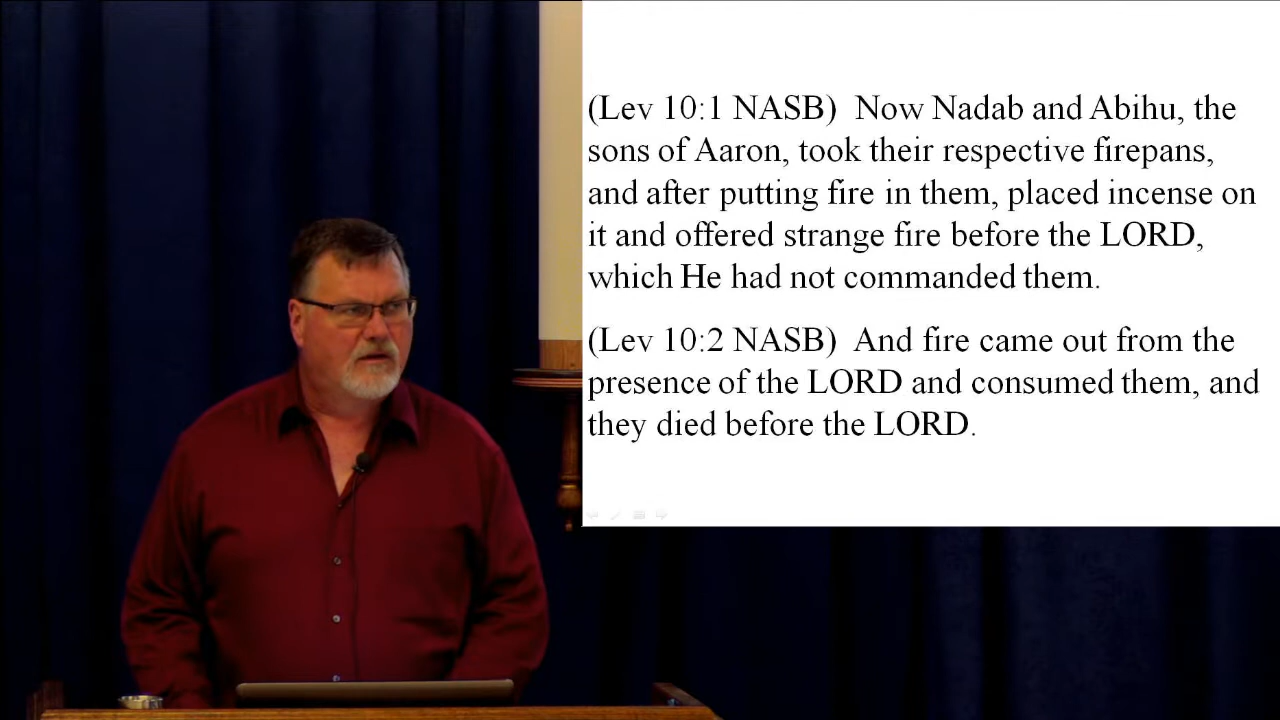 (Lev 10:1 NASB)  Now Nadab and Abihu, the
sons of Aaron, took their respective firepans,
and after putting fire in them, placed incense on
it and offered strange fire before the LORD,
which He had not commanded them.
(Lev 10:2 NASB)  And fire came out from the
presence of the LORD and consumed them, and
they died before the LORD.